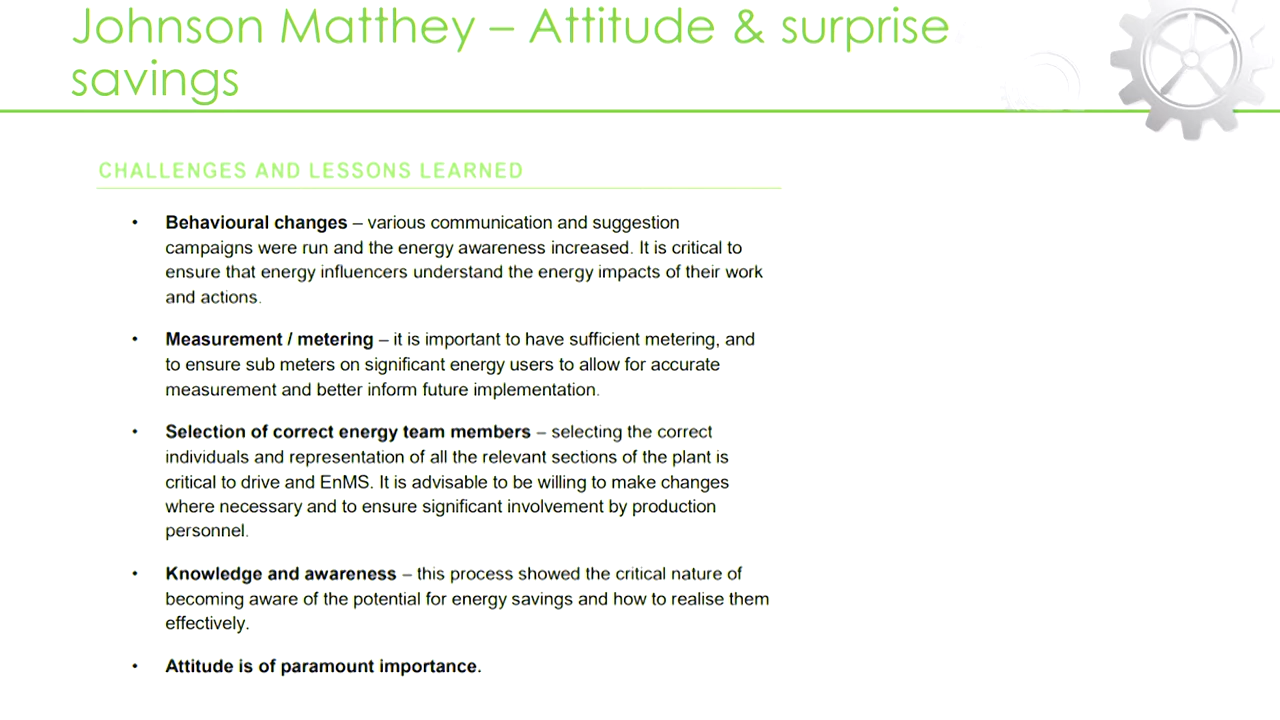 Johnson Matthey – Attitude & surprise
savings
CHALLENGES AND LESSONS LEARNED
• Behavioural changes – various communication and suggestion
campaigns were run and the energy awareness increased. It is critical to
ensure that energy influencers understand the energy impacts of their work
and actions.
• Measurement / metering – it is important to have sufficient metering, and
to ensure sub meters on significant energy users to allow for accurate
measurement and better inform future implementation.
• Selection of correct energy team members – selecting the correct
individuals and representation of all the relevant sections of the plant is
critical to drive and EnMS. It is advisable to be willing to make changes
where necessary and to ensure significant involvement by production
personnel.
• Knowledge and awareness – this process showed the critical nature of
becoming aware of the potential for energy savings and how to realise them
effectively.
• Attitude is of paramount importance.